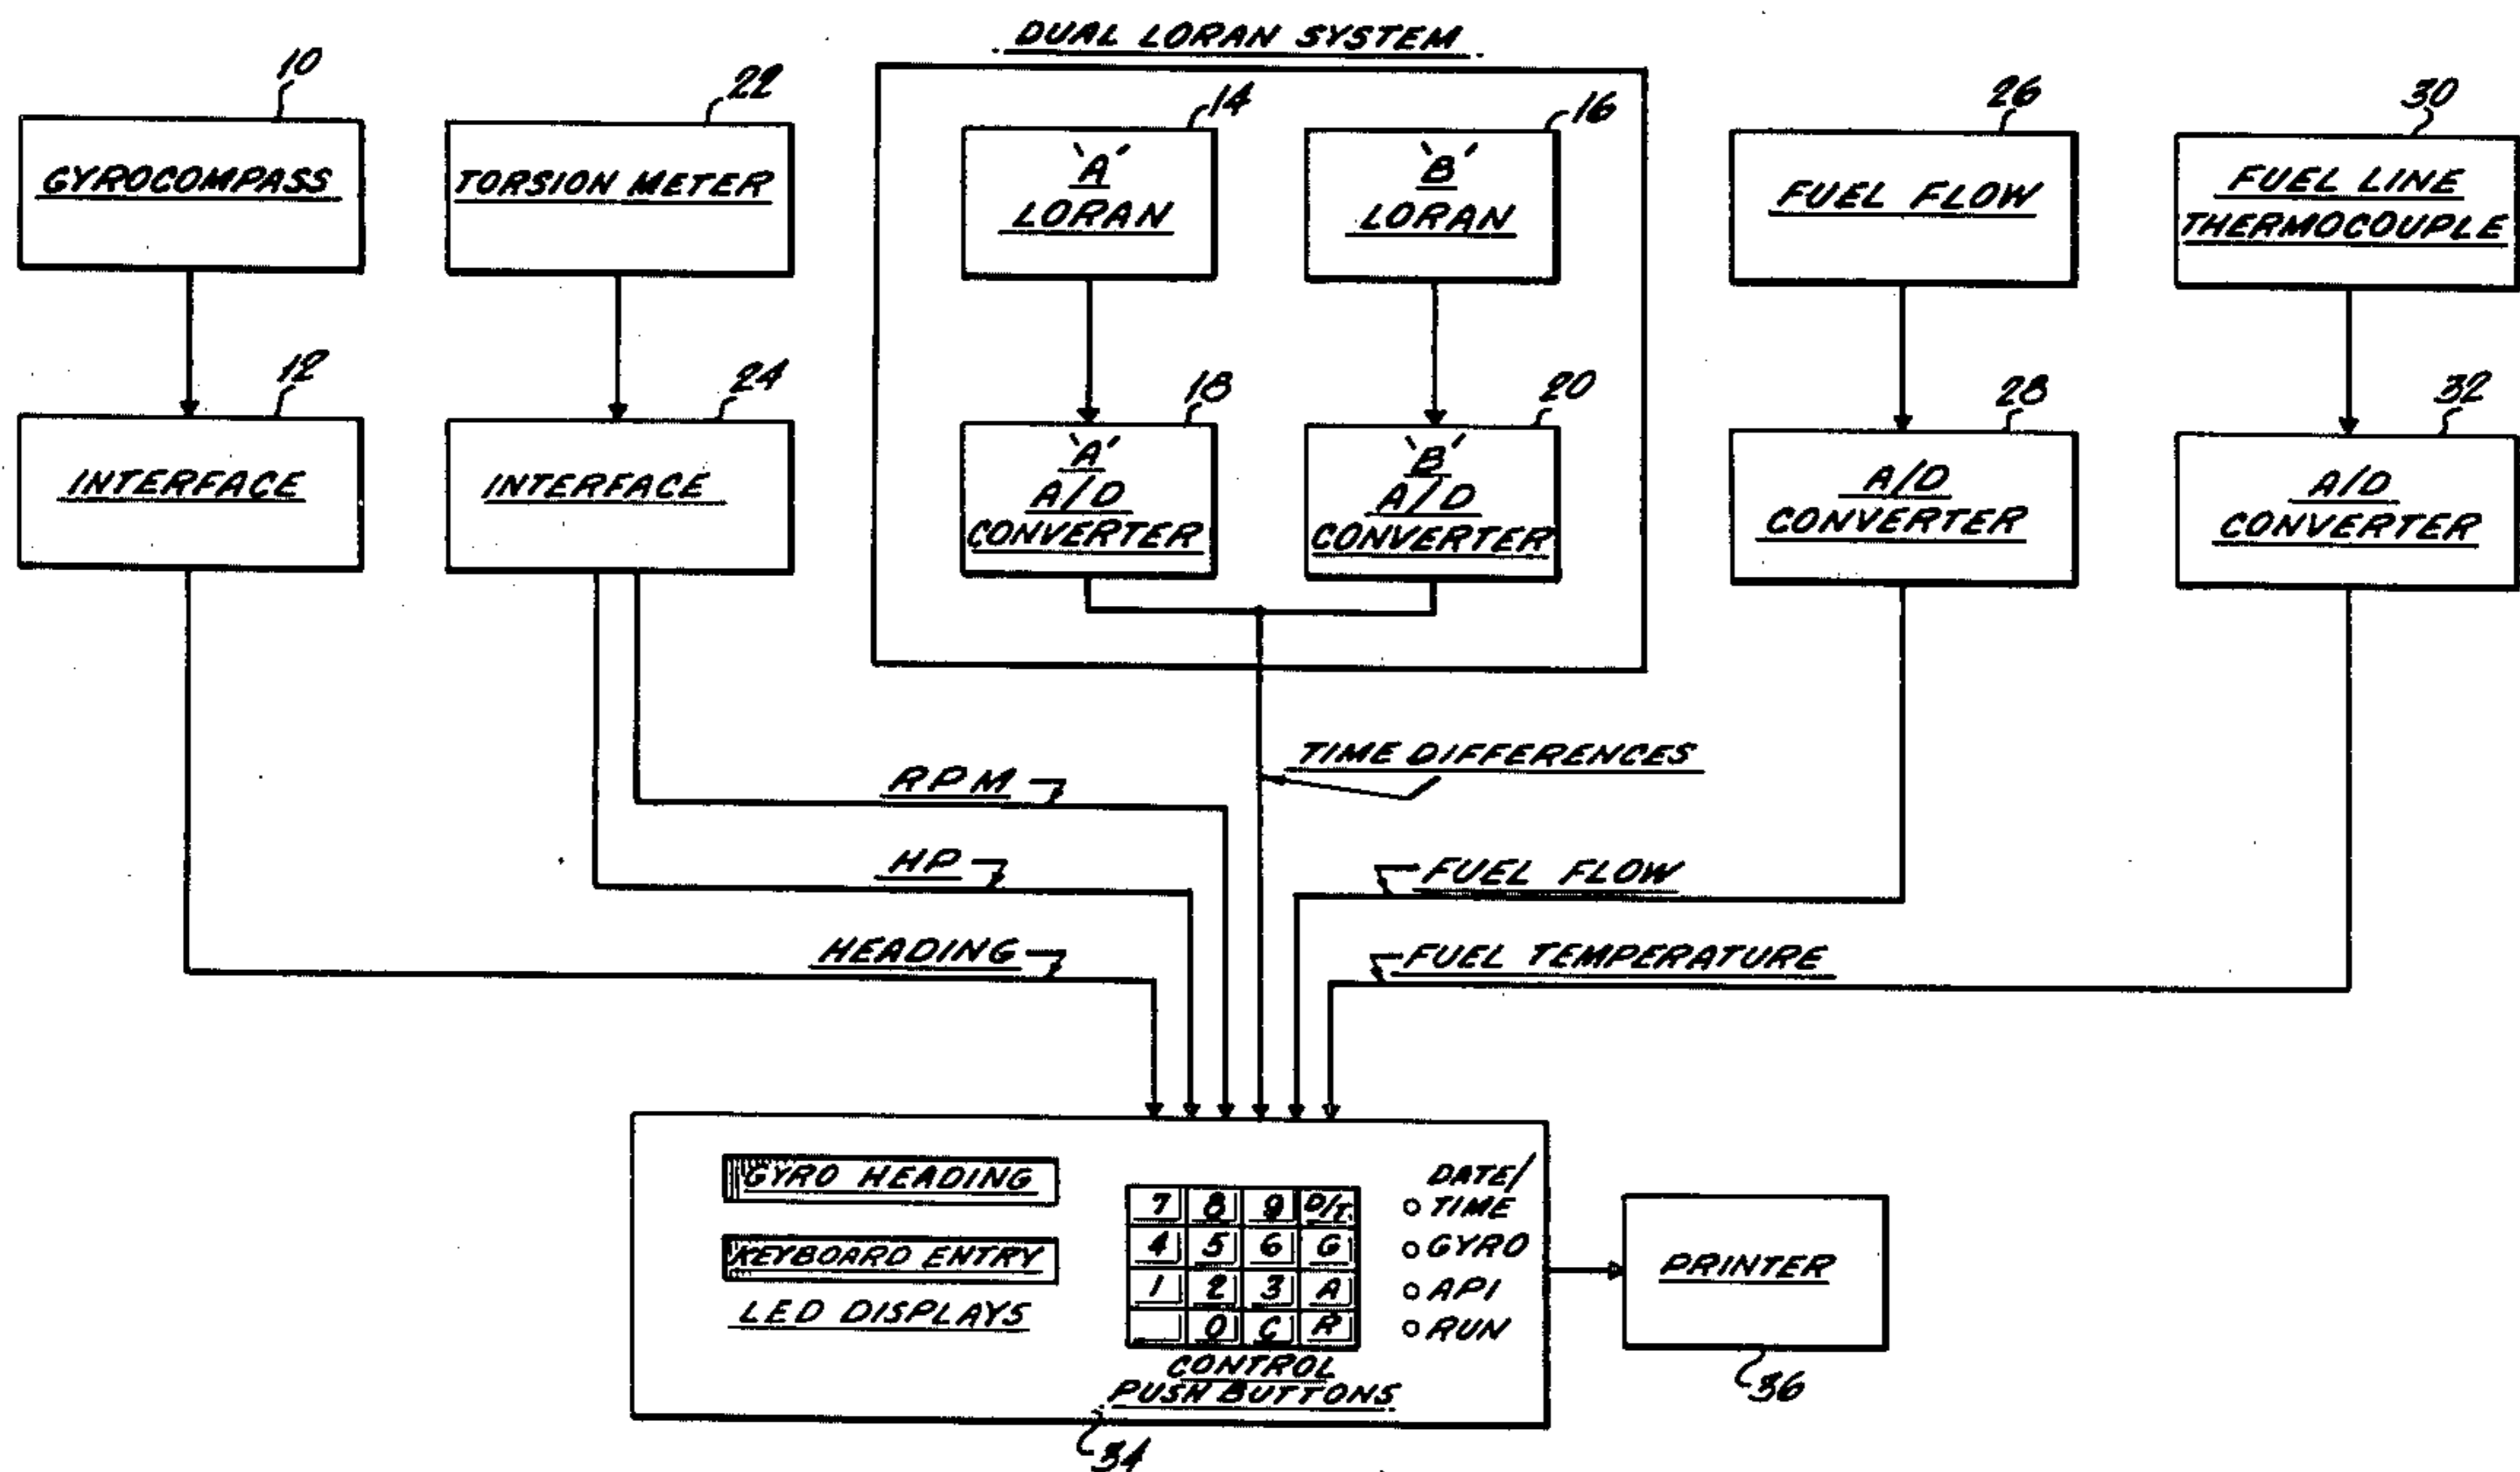 DUAL LORAN SYSTEM
10
22
14
16
26
30
GYROCOMPASS
TORSION METER
'A'
LORAN
'B'
LORAN
FUEL FLOW
FUEL LINE
THERMOCOUPLE
12
24
18
20
28
32
INTERFACE
INTERFACE
'A'
A/D
CONVERTER
'B'
A/D
CONVERTER
A/D
CONVERTER
A/D
CONVERTER
TIME DIFFERENCES
RPM
HP
FUEL FLOW
HEADING
FUEL TEMPERATURE
GYRO HEADING
KEYBOARD ENTRY
LED DISPLAYS
7 8 9 D/T
4 5 6 G
1 2 3 A
0 C R
CONTROL
PUSH BUTTONS
DATE/
TIME
GYRO
API
RUN
PRINTER
36
34